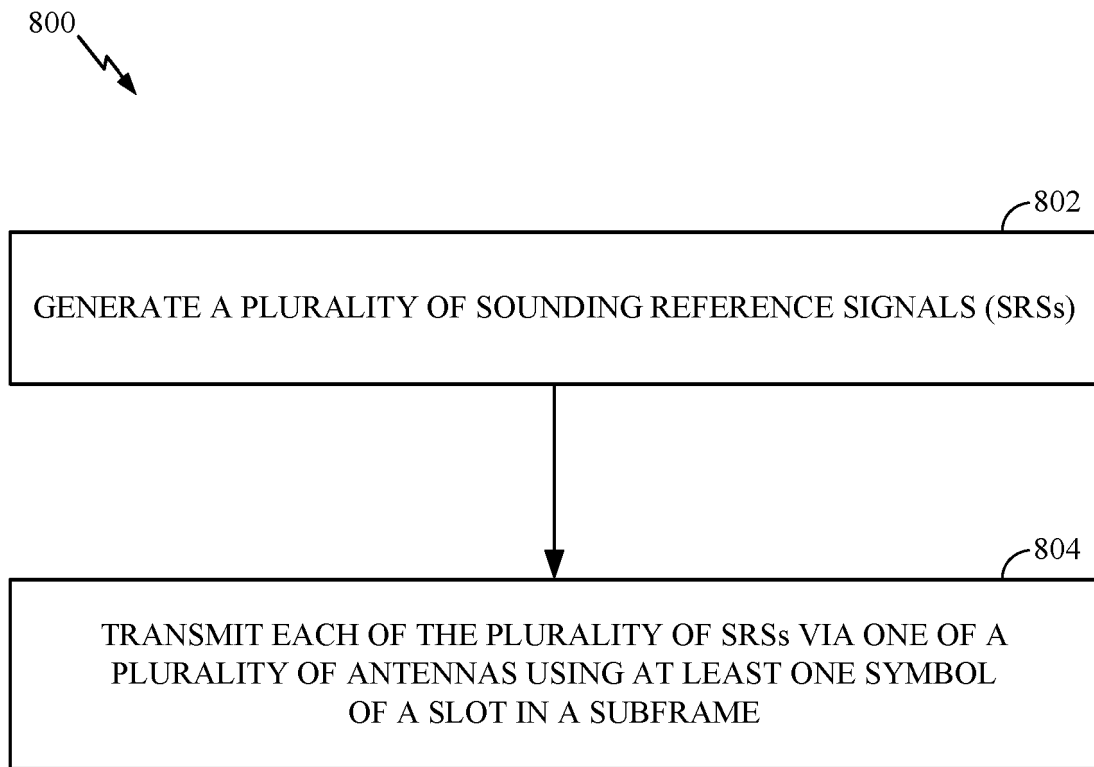 800
802
GENERATE A PLURALITY OF SOUNDING REFERENCE SIGNALS (SRSs)
804
TRANSMIT EACH OF THE PLURALITY OF SRSs VIA ONE OF A
PLURALITY OF ANTENNAS USING AT LEAST ONE SYMBOL
OF A SLOT IN A SUBFRAME